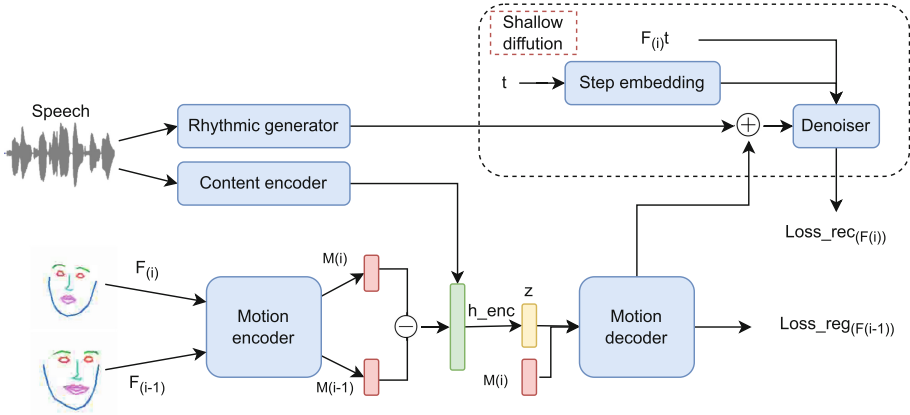 Shallow
diffution
F(i)t
t
Step embedding
Speech
Rhythmic generator
Denoiser
Content encoder
Loss_rec(F(i))
F(i)
M(i)
Motion
encoder
h_enc
z
Motion
decoder
Loss_reg(F(i-1))
F(i-1)
M(i-1)
M(i)